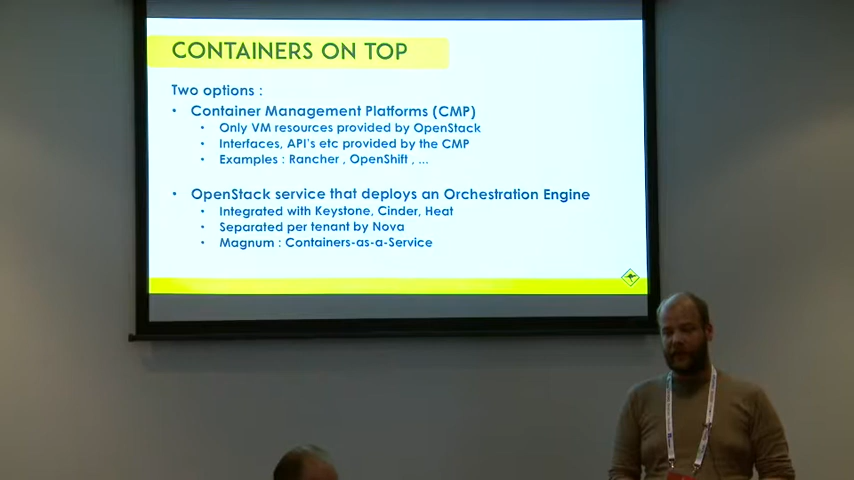 CONTAINERS ON TOP
Two options :
• Container Management Platforms (CMP)
• Only VM resources provided by OpenStack
• Interfaces, API's etc provided by the CMP
• Examples : Rancher , OpenShift , ...
• OpenStack service that deploys an Orchestration Engine
• Integrated with Keystone, Cinder, Heat
• Separated per tenant by Nova
• Magnum : Containers-as-a-Service